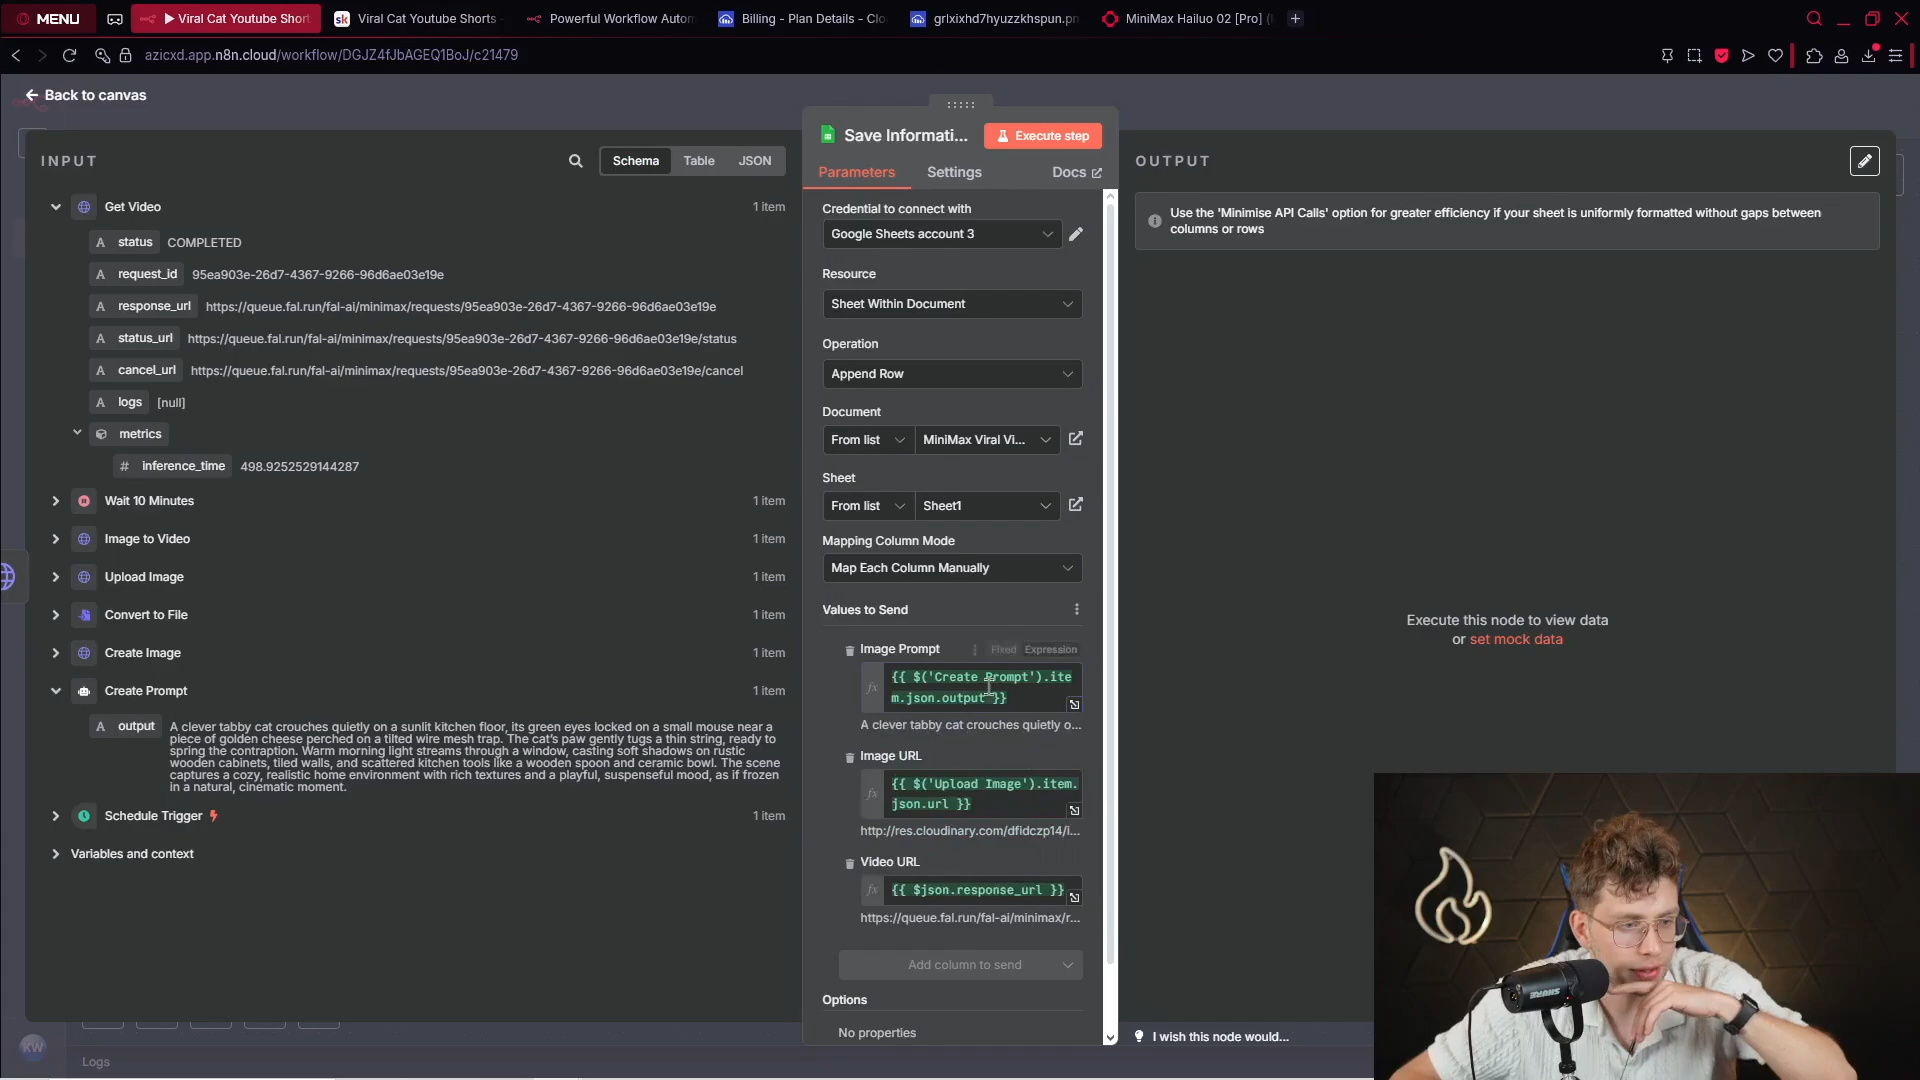 MENU
Viral Cat Youtube Short
Viral Cat Youtube Shorts
Powerful Workflow Autom
Billing - Plan Details - Clo
grlxixhd7hyuzzkhspun.pn
MiniMax Hailuo 02 [Pro] (
azicxd.app.n8n.cloud/workflow/DGJZ4fJbAGEQ1BoJ/c21479
Back to canvas
INPUT
Schema Table JSON
Get Video 1 item
A status COMPLETED
A request_id 95ea903e-26d7-4367-9266-96d6ae03e19e
A response_url https://queue.fal.run/fal-ai/minimax/requests/95ea903e-26d7-4367-9266-96d6ae03e19e
A status_url https://queue.fal.run/fal-ai/minimax/requests/95ea903e-26d7-4367-9266-96d6ae03e19e/status
A cancel_url https://queue.fal.run/fal-ai/minimax/requests/95ea903e-26d7-4367-9266-96d6ae03e19e/cancel
A logs [null]
metrics
# inference_time 498.9252529144287
Wait 10 Minutes 1 item
Image to Video 1 item
Upload Image 1 item
Convert to File 1 item
Create Image 1 item
Create Prompt 1 item
A output A clever tabby cat crouches quietly on a sunlit kitchen floor, its green eyes locked on a small mouse near a
piece of golden cheese perched on a tilted wire mesh trap. The cat's paw gently tugs a thin string, ready to
spring the contraption. Warm morning light streams through a window, casting soft shadows on rustic
wooden cabinets, tiled walls, and scattered kitchen tools like a wooden spoon and ceramic bowl. The scene
captures a cozy, realistic home environment with rich textures and a playful, suspenseful mood, as if frozen
in a natural, cinematic moment.
Schedule Trigger 1 item
Variables and context
KW
Logs
Save Informati...
Execute step
Parameters Settings Docs
Credential to connect with
Google Sheets account 3
Resource
Sheet Within Document
Operation
Append Row
Document
From list MiniMax Viral Vi...
Sheet
From list Sheet1
Mapping Column Mode
Map Each Column Manually
Values to Send
Image Prompt Fixed Expression
fx {{ $('Create Prompt').ite
m.json.output }}
A clever tabby cat crouches quietly o...
Image URL
fx {{ $('Upload Image').item.
json.url }}
http://res.cloudinary.com/dfidczp14/i...
Video URL
fx {{ $json.response_url }}
https://queue.fal.run/fal-ai/minimax/r...
Add column to send
Options
No properties
OUTPUT
Use the 'Minimise API Calls' option for greater efficiency if your sheet is uniformly formatted without gaps between
columns or rows
Execute this node to view data
or set mock data
I wish this node would...
SHURE